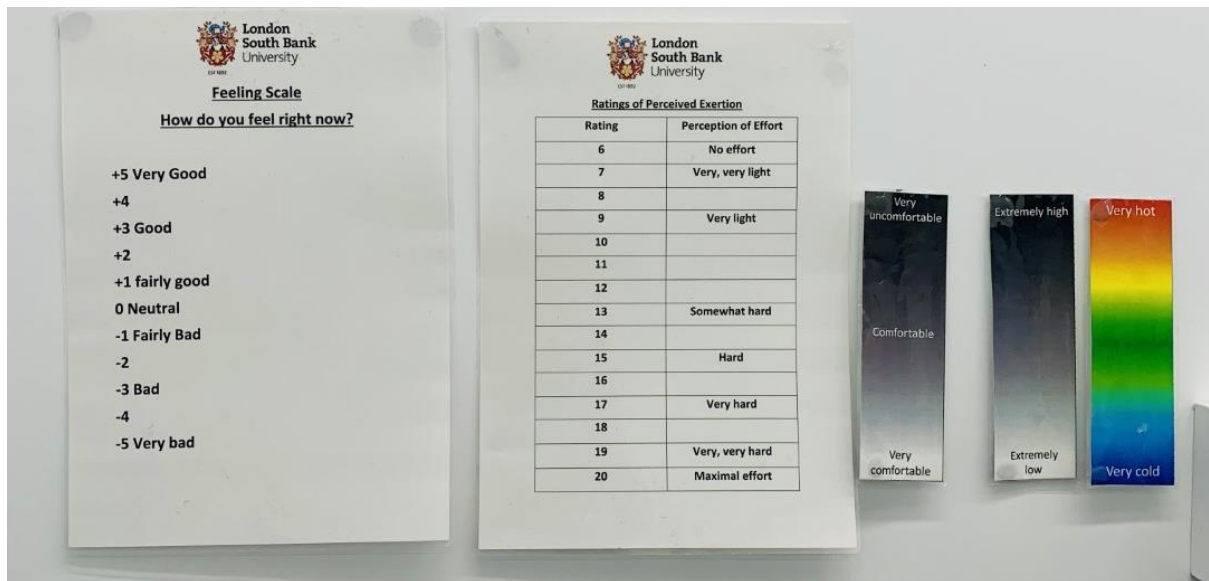 London
South Bank
University
EST 1892
Feeling Scale
How do you feel right now?
+5 Very Good
+4
+3 Good
+2
+1 fairly good
0 Neutral
-1 Fairly Bad
-2
-3 Bad
-4
-5 Very bad
London
South Bank
University
EST 1892
Ratings of Perceived Exertion
Rating Perception of Effort
6 No effort
7 Very, very light
8
9 Very light
10
11
12
13 Somewhat hard
14
15 Hard
16
17 Very hard
18
19 Very, very hard
20 Maximal effort
Very
uncomfortable
Comfortable
Very
comfortable
Extremely high
Extremely
low
Very hot
Very cold